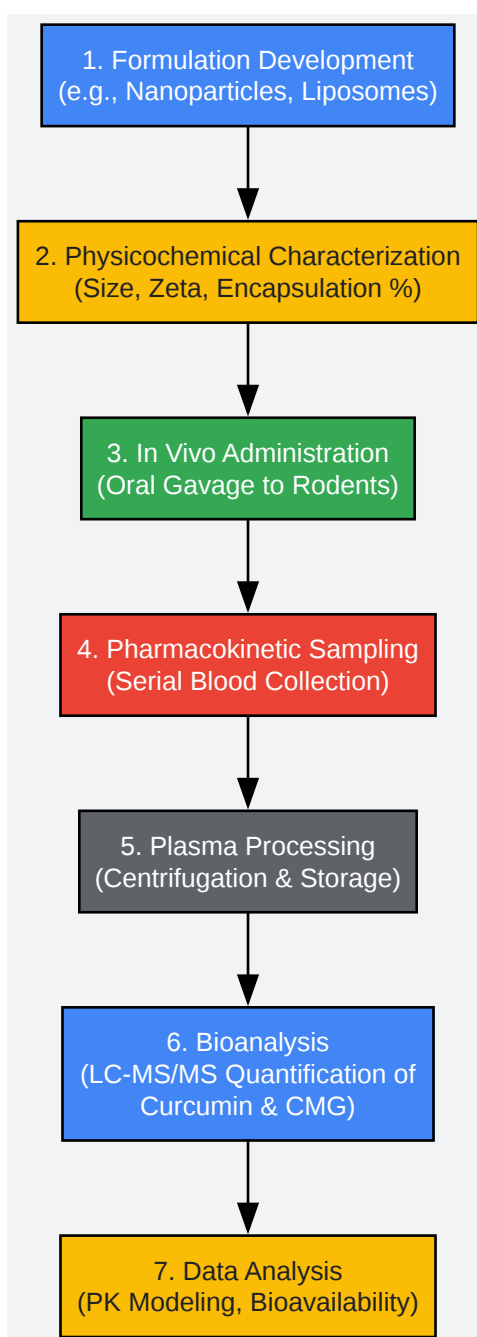 1. Formulation Development
(e.g., Nanoparticles, Liposomes)
2. Physicochemical Characterization
(Size, Zeta, Encapsulation %)
3. In Vivo Administration
(Oral Gavage to Rodents)
4. Pharmacokinetic Sampling
(Serial Blood Collection)
5. Plasma Processing
(Centrifugation & Storage)
6. Bioanalysis
(LC-MS/MS Quantification of
Curcumin & CMG)
7. Data Analysis
(PK Modeling, Bioavailability)